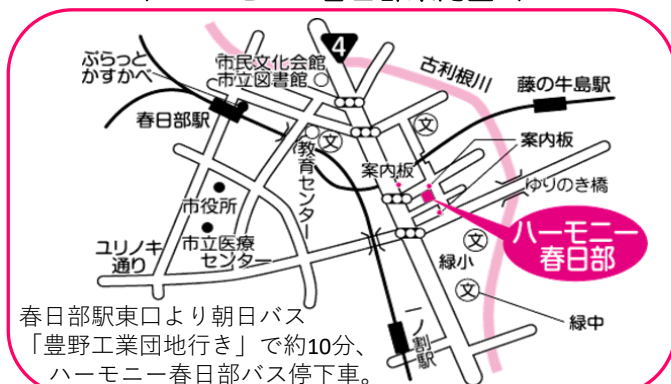 ぷらっと
かすかべ
春日部駅
市民文化会館
市立図書館
4
古利根川
藤の牛島駅
文
文
教育センター
案内板
案内板
ゆりのき橋
市役所
市立医療
センター
ユリノキ
通り
ハーモニー
春日部
文
緑小
文
緑中
一ノ割駅
春日部駅東口より朝日バス
「豊野工業団地行き」で約10分、
ハーモニー春日部バス停下車。